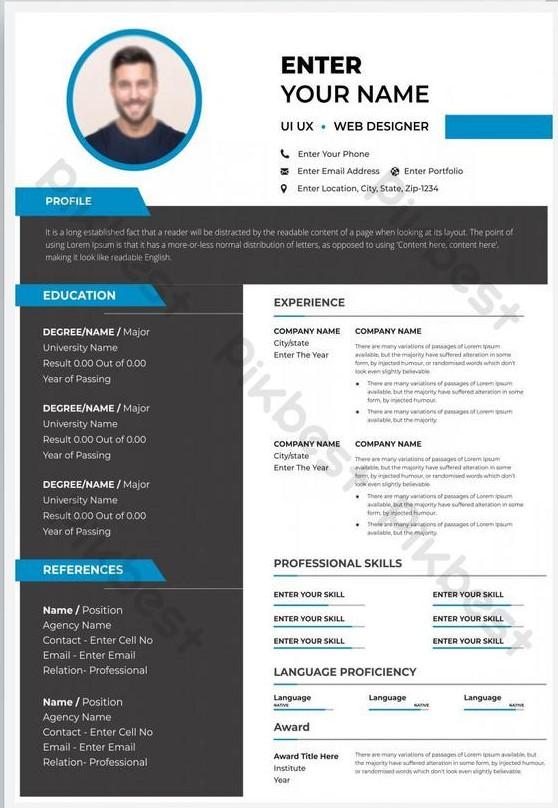 ENTER
YOUR NAME
UI UX • WEB DESIGNER
Enter Your Phone
Enter Email Address Enter Portfolio
Enter Location, City, State, Zip-1234
PROFILE
It is a long established fact that a reader will be distracted by the readable content of a page when looking at its layout. The point of
using Lorem Ipsum is that it has a more-or-less normal distribution of letters, as opposed to using 'Content here, content here',
making it look like readable English.
EDUCATION
DEGREE/NAME / Major
University Name
Result 0.00 Out of 0.00
Year of Passing
DEGREE/NAME / Major
University Name
Result 0.00 Out of 0.00
Year of Passing
DEGREE/NAME / Major
University Name
Result 0.00 Out of 0.00
Year of Passing
REFERENCES
Name / Position
Agency Name
Contact - Enter Cell No
Email - Enter Email
Relation- Professional
Name / Position
Agency Name
Contact - Enter Cell No
Email - Enter Email
Relation- Professional
EXPERIENCE
COMPANY NAME
City/state
Enter The Year
COMPANY NAME
There are many variations of passages of Lorem Ipsum
available, but the majority have suffered alteration in some
form, by injected humour, or randomised words which don't
look even slightly believable.
• There are many variations of passages of Lorem Ipsum
available, but the majority have suffered alteration in some
form, by injected humour.
• There are many variations of passages of Lorem Ipsum
available, but the majority.
COMPANY NAME
City/state
Enter The Year
COMPANY NAME
There are many variations of passages of Lorem Ipsum
available, but the majority have suffered alteration in some
form, by injected humour, or randomised words which don't
look even slightly believable.
• There are many variations of passages of Lorem Ipsum
available, but the majority have suffered alteration in some
form, by injected humour.
• There are many variations of passages of Lorem Ipsum
available, but the majority.
PROFESSIONAL SKILLS
ENTER YOUR SKILL ENTER YOUR SKILL
ENTER YOUR SKILL ENTER YOUR SKILL
ENTER YOUR SKILL ENTER YOUR SKILL
LANGUAGE PROFICIENCY
Language Language Language
NATIVE NATIVE NATIVE
Award
Award Title Here
Institute
Year
There are many variations of passages of Lorem Ipsum available, but
the majority have suffered alteration in some form, by injected
humour, or randomised words which don't look even slightly believable.
pikbest
pikbest
pikbest
pikbest
pikbest